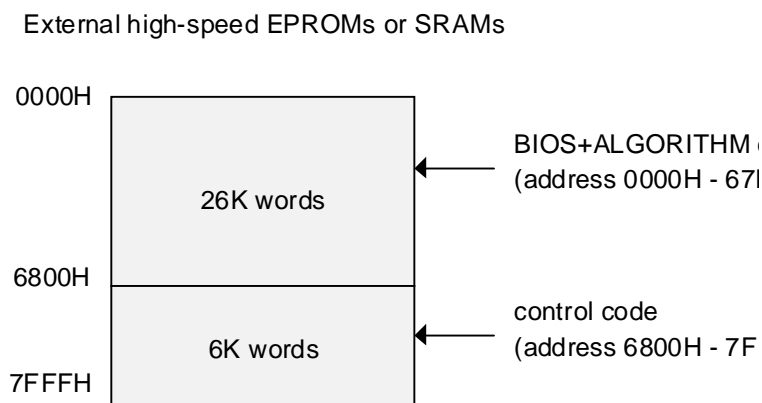 External high-speed EPROMs or SRAMs
0000H
BIOS+ALGORITHM
(address 0000H - 67
26K words
6800H
control code
(address 6800H - 7F
6K words
7FFFH